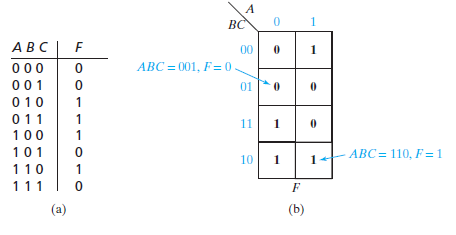 A B C F
0 0 0 0
0 0 1 0
0 1 0 1
0 1 1 1
1 0 0 1
1 0 1 0
1 1 0 1
1 1 1 0
(a)
A
BC 0 1
00 0 1
ABC = 001, F = 0
01 0 0
11 1 0
10 1 1
ABC = 110, F = 1
F
(b)